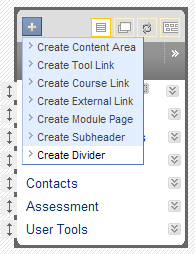 Create Content Area
Create Tool Link
Create Course Link
Create External Link
Create Module Page
Create Subheader
Create Divider
Contacts
Assessment
User Tools